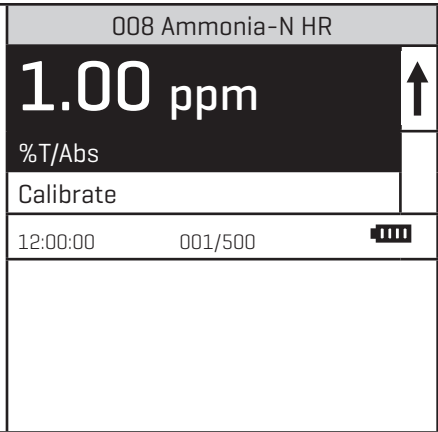 008 Ammonia-N HR
1.00 ppm
%T/Abs
Calibrate
12:00:00 001/500